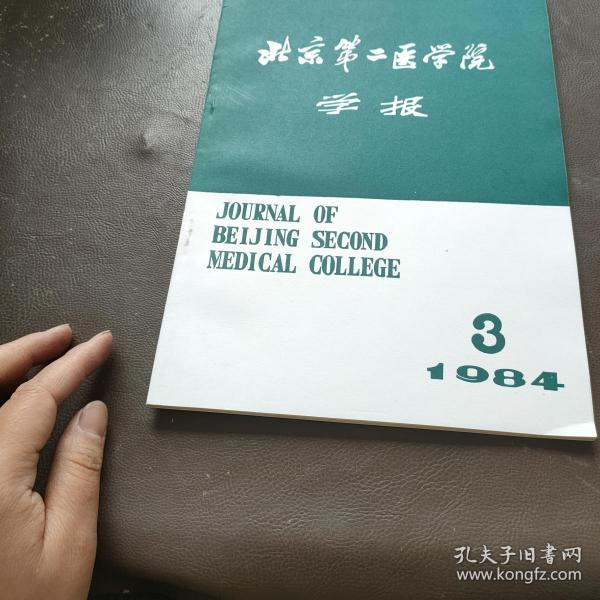 北京第二医学院
学报
JOURNAL OF
BEIJING SECOND
MEDICAL COLLEGE
3
1984
孔夫子旧书网
www.kongfz.com